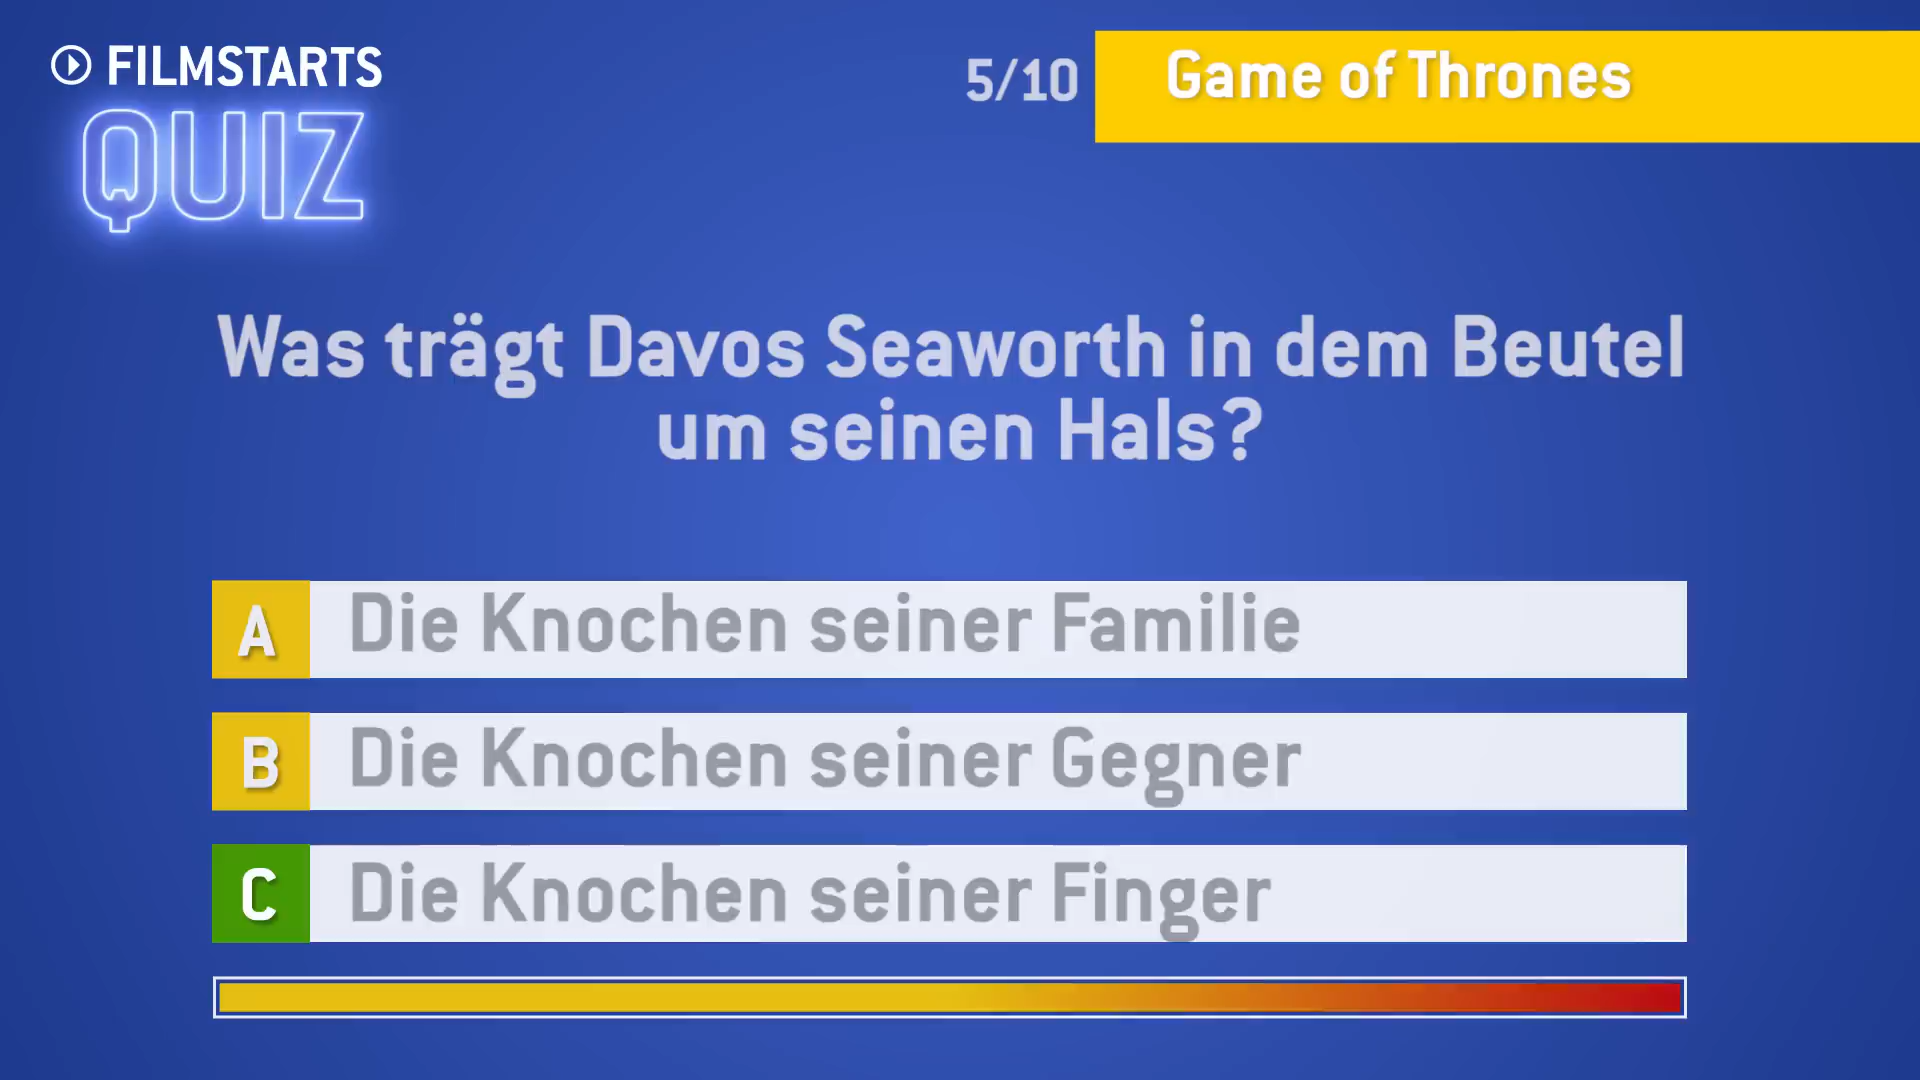 FILMSTARTS
QUIZ
5/10
Game of Thrones
Was trägt Davos Seaworth in dem Beutel
um seinen Hals?
A Die Knochen seiner Familie
B Die Knochen seiner Gegner
C Die Knochen seiner Finger